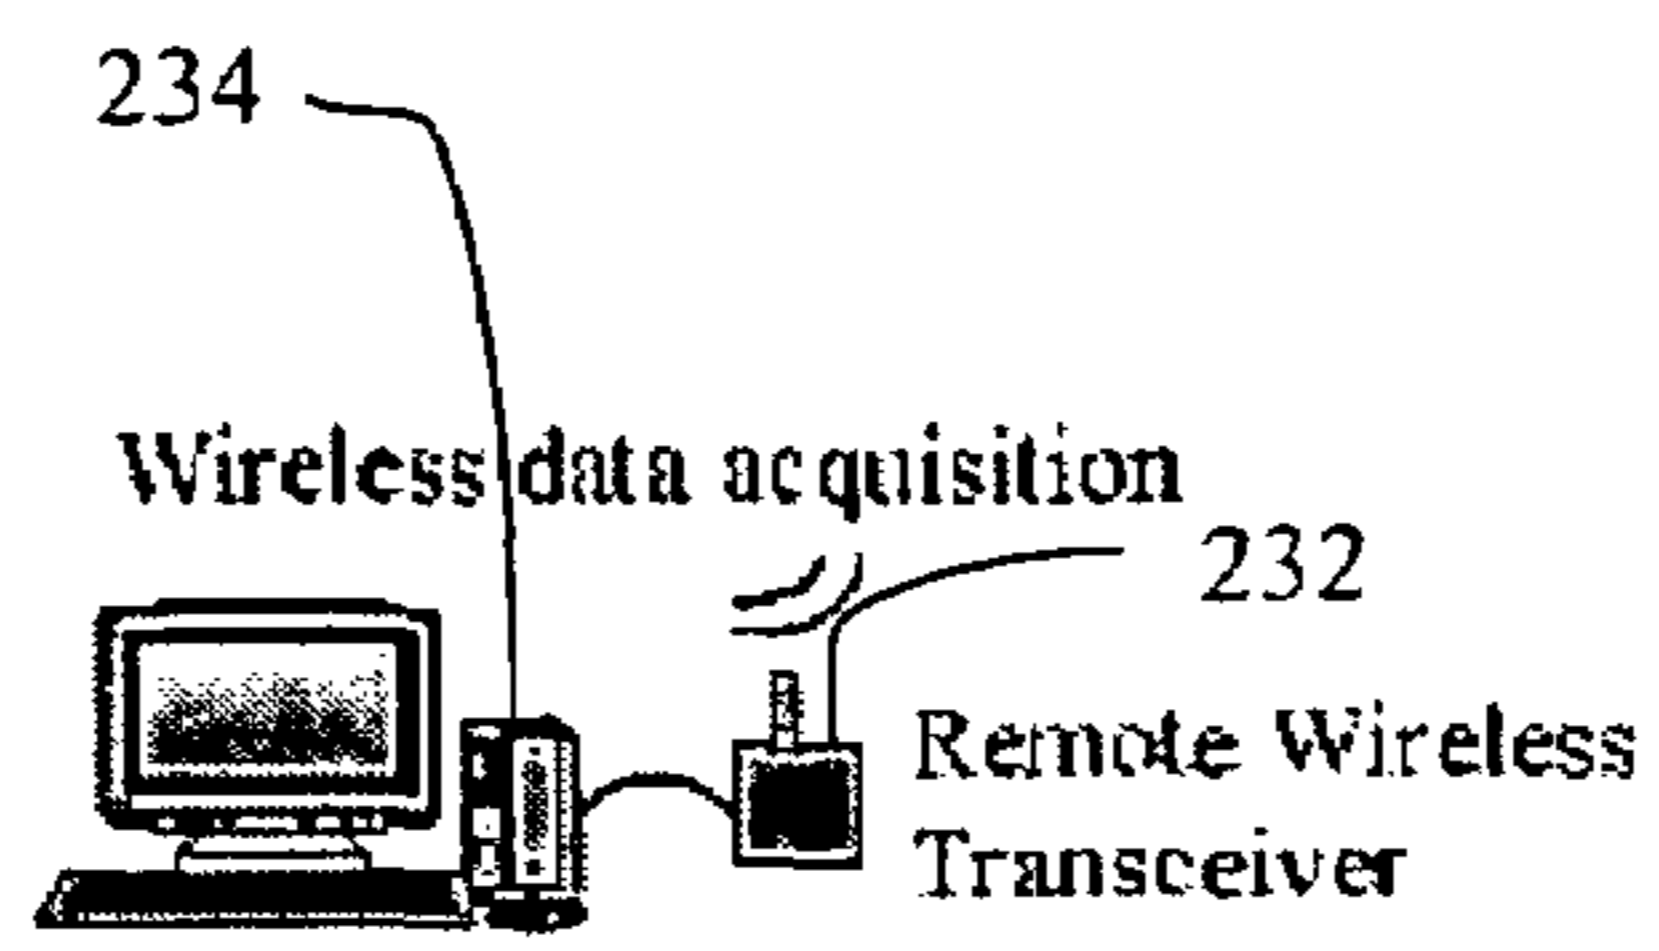 234
Wireless data acquisition
232
Remote Wireless
Transceiver